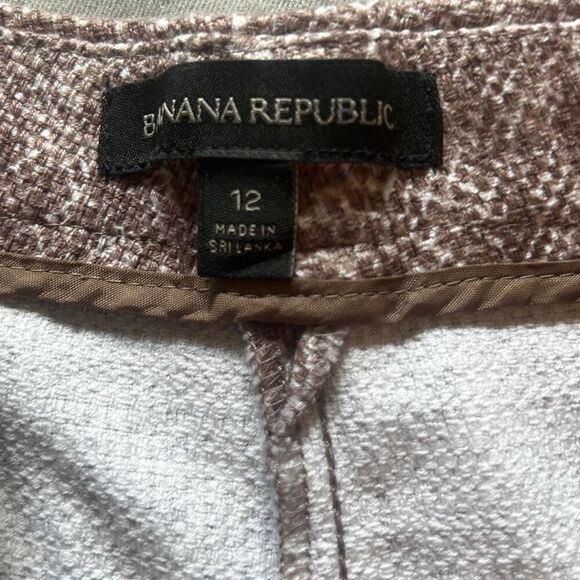 BANANA REPUBLIC
12
MADE IN
SRI LANKA